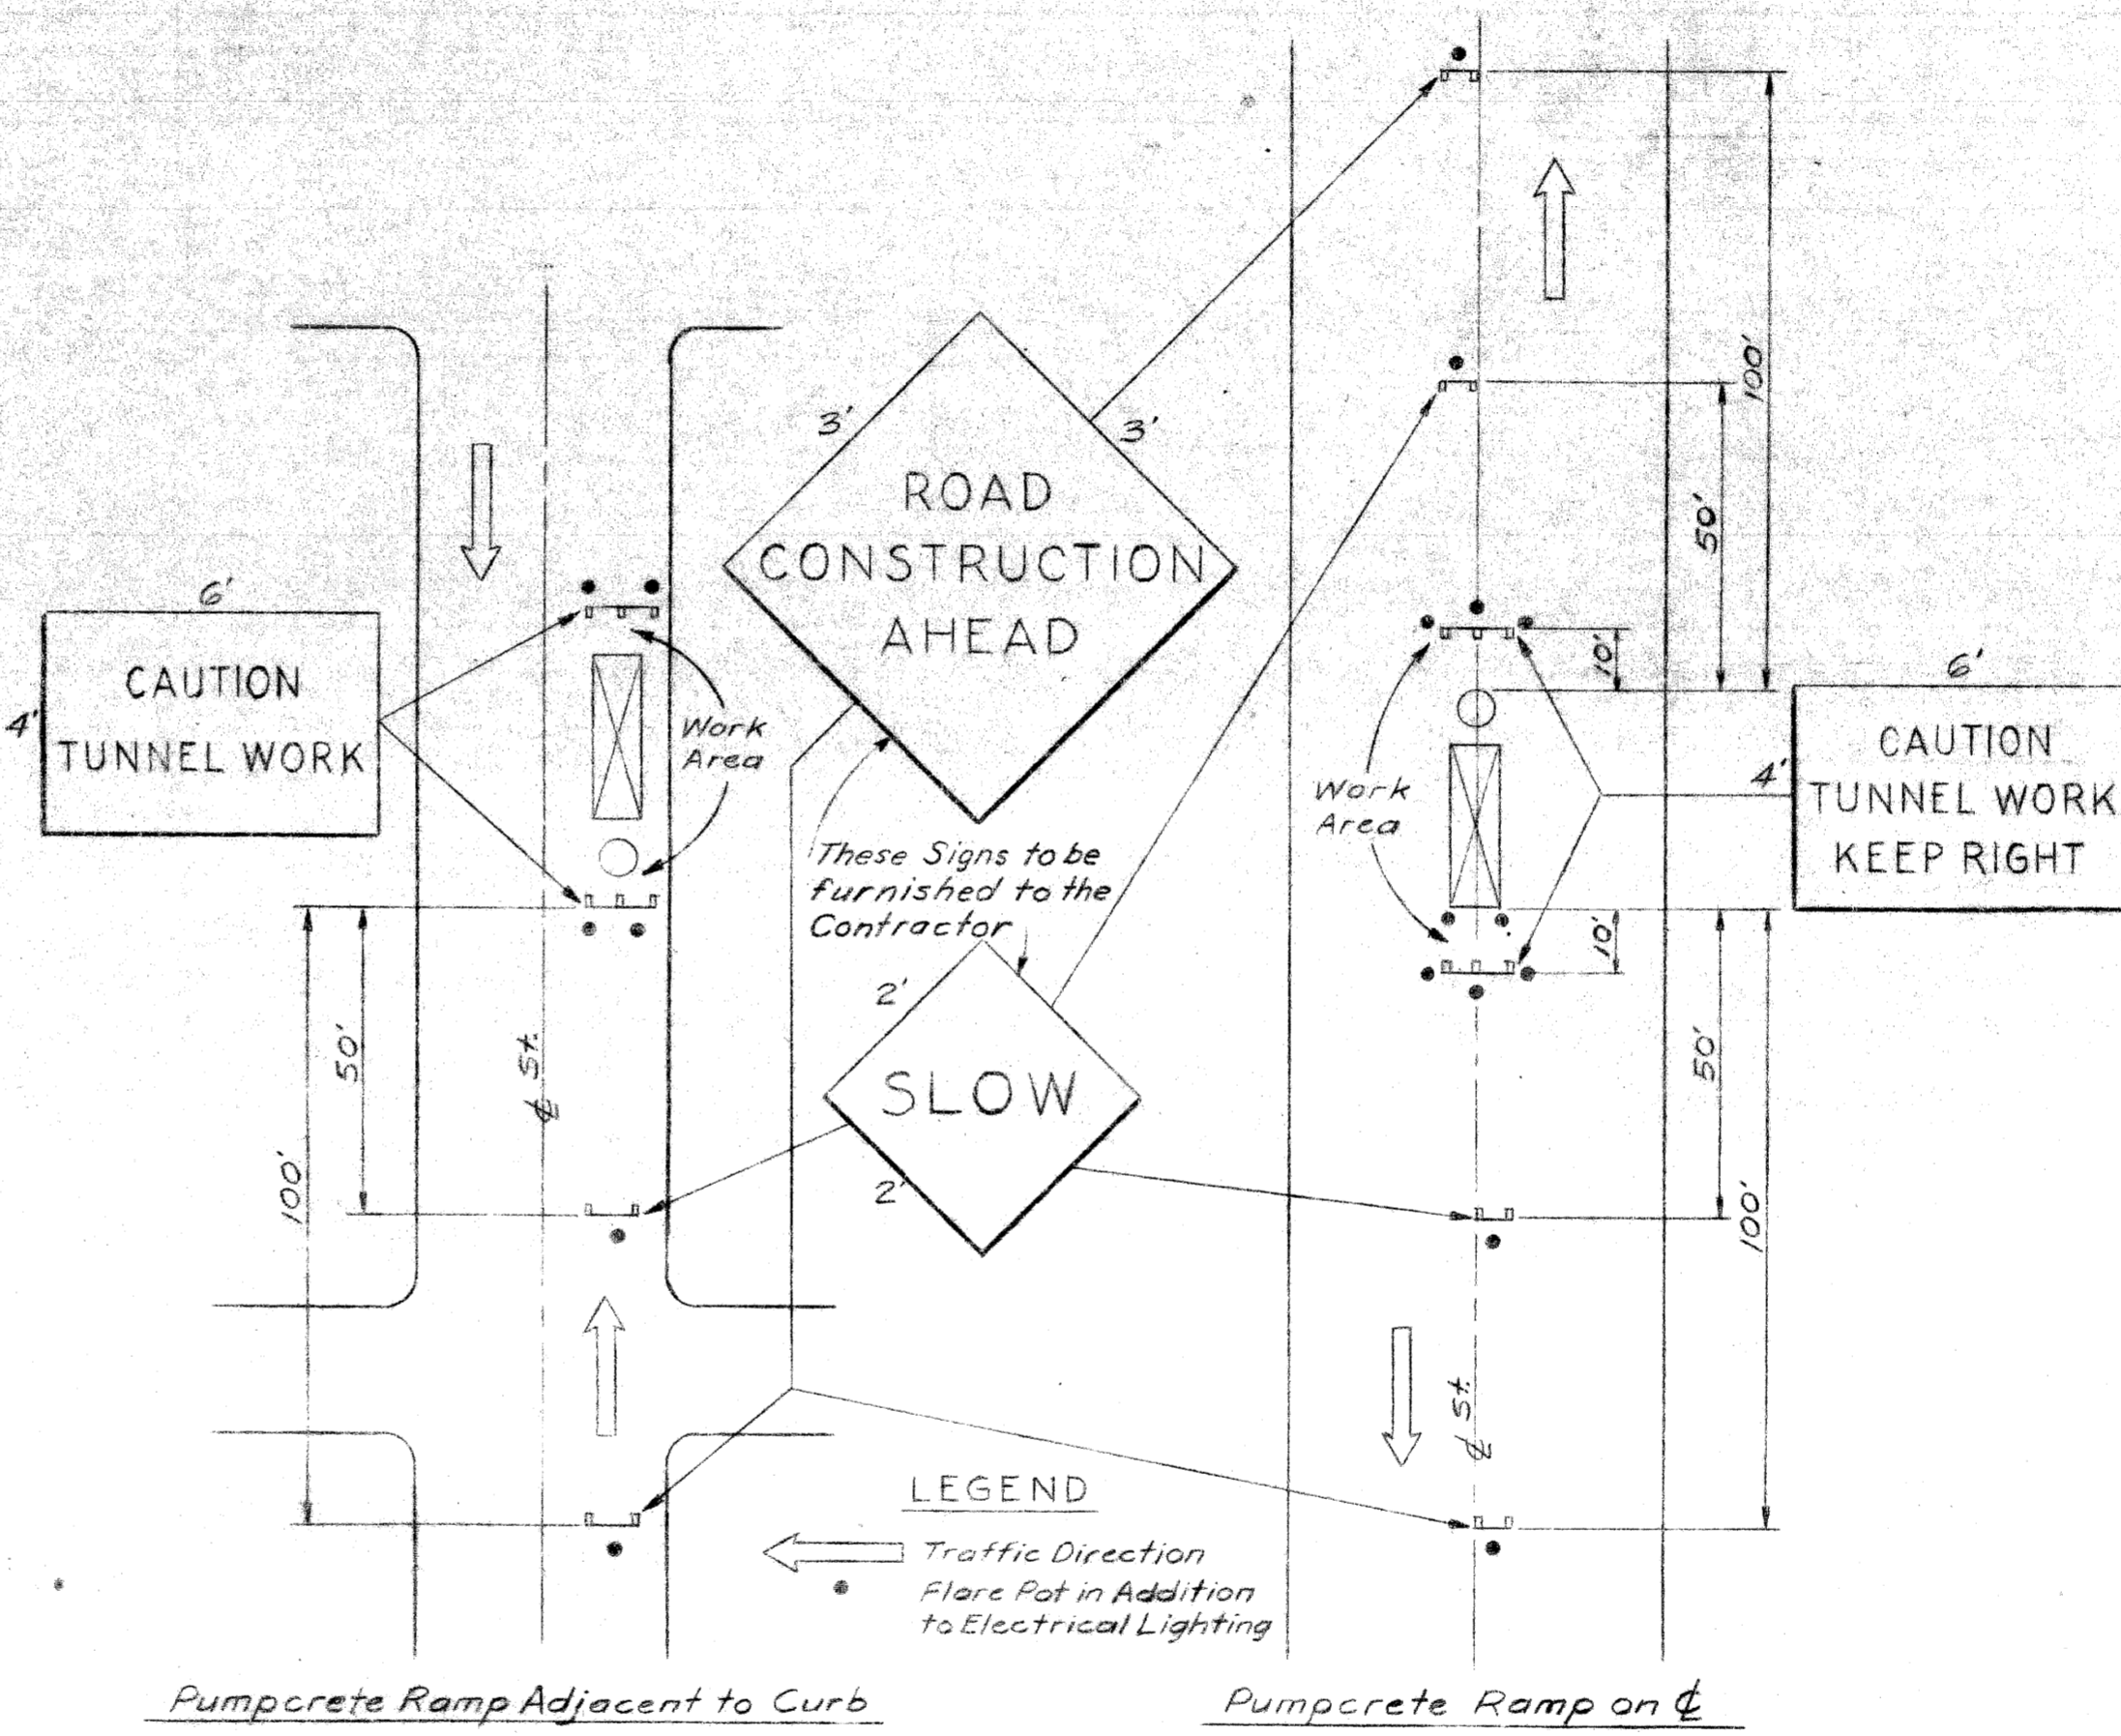 6'
4'
CAUTION
TUNNEL WORK
Work
Area
50'
100'
℄ St.
3'
3'
ROAD
CONSTRUCTION
AHEAD
These Signs to be
furnished to the
Contractor
2'
SLOW
2'
100'
50'
10'
Work
Area
6'
4'
CAUTION
TUNNEL WORK
KEEP RIGHT
10'
50'
100'
℄ St.
LEGEND
Traffic Direction
Flare Pot in Addition
to Electrical Lighting
Pumpcrete Ramp Adjacent to Curb
Pumpcrete Ramp on ℄